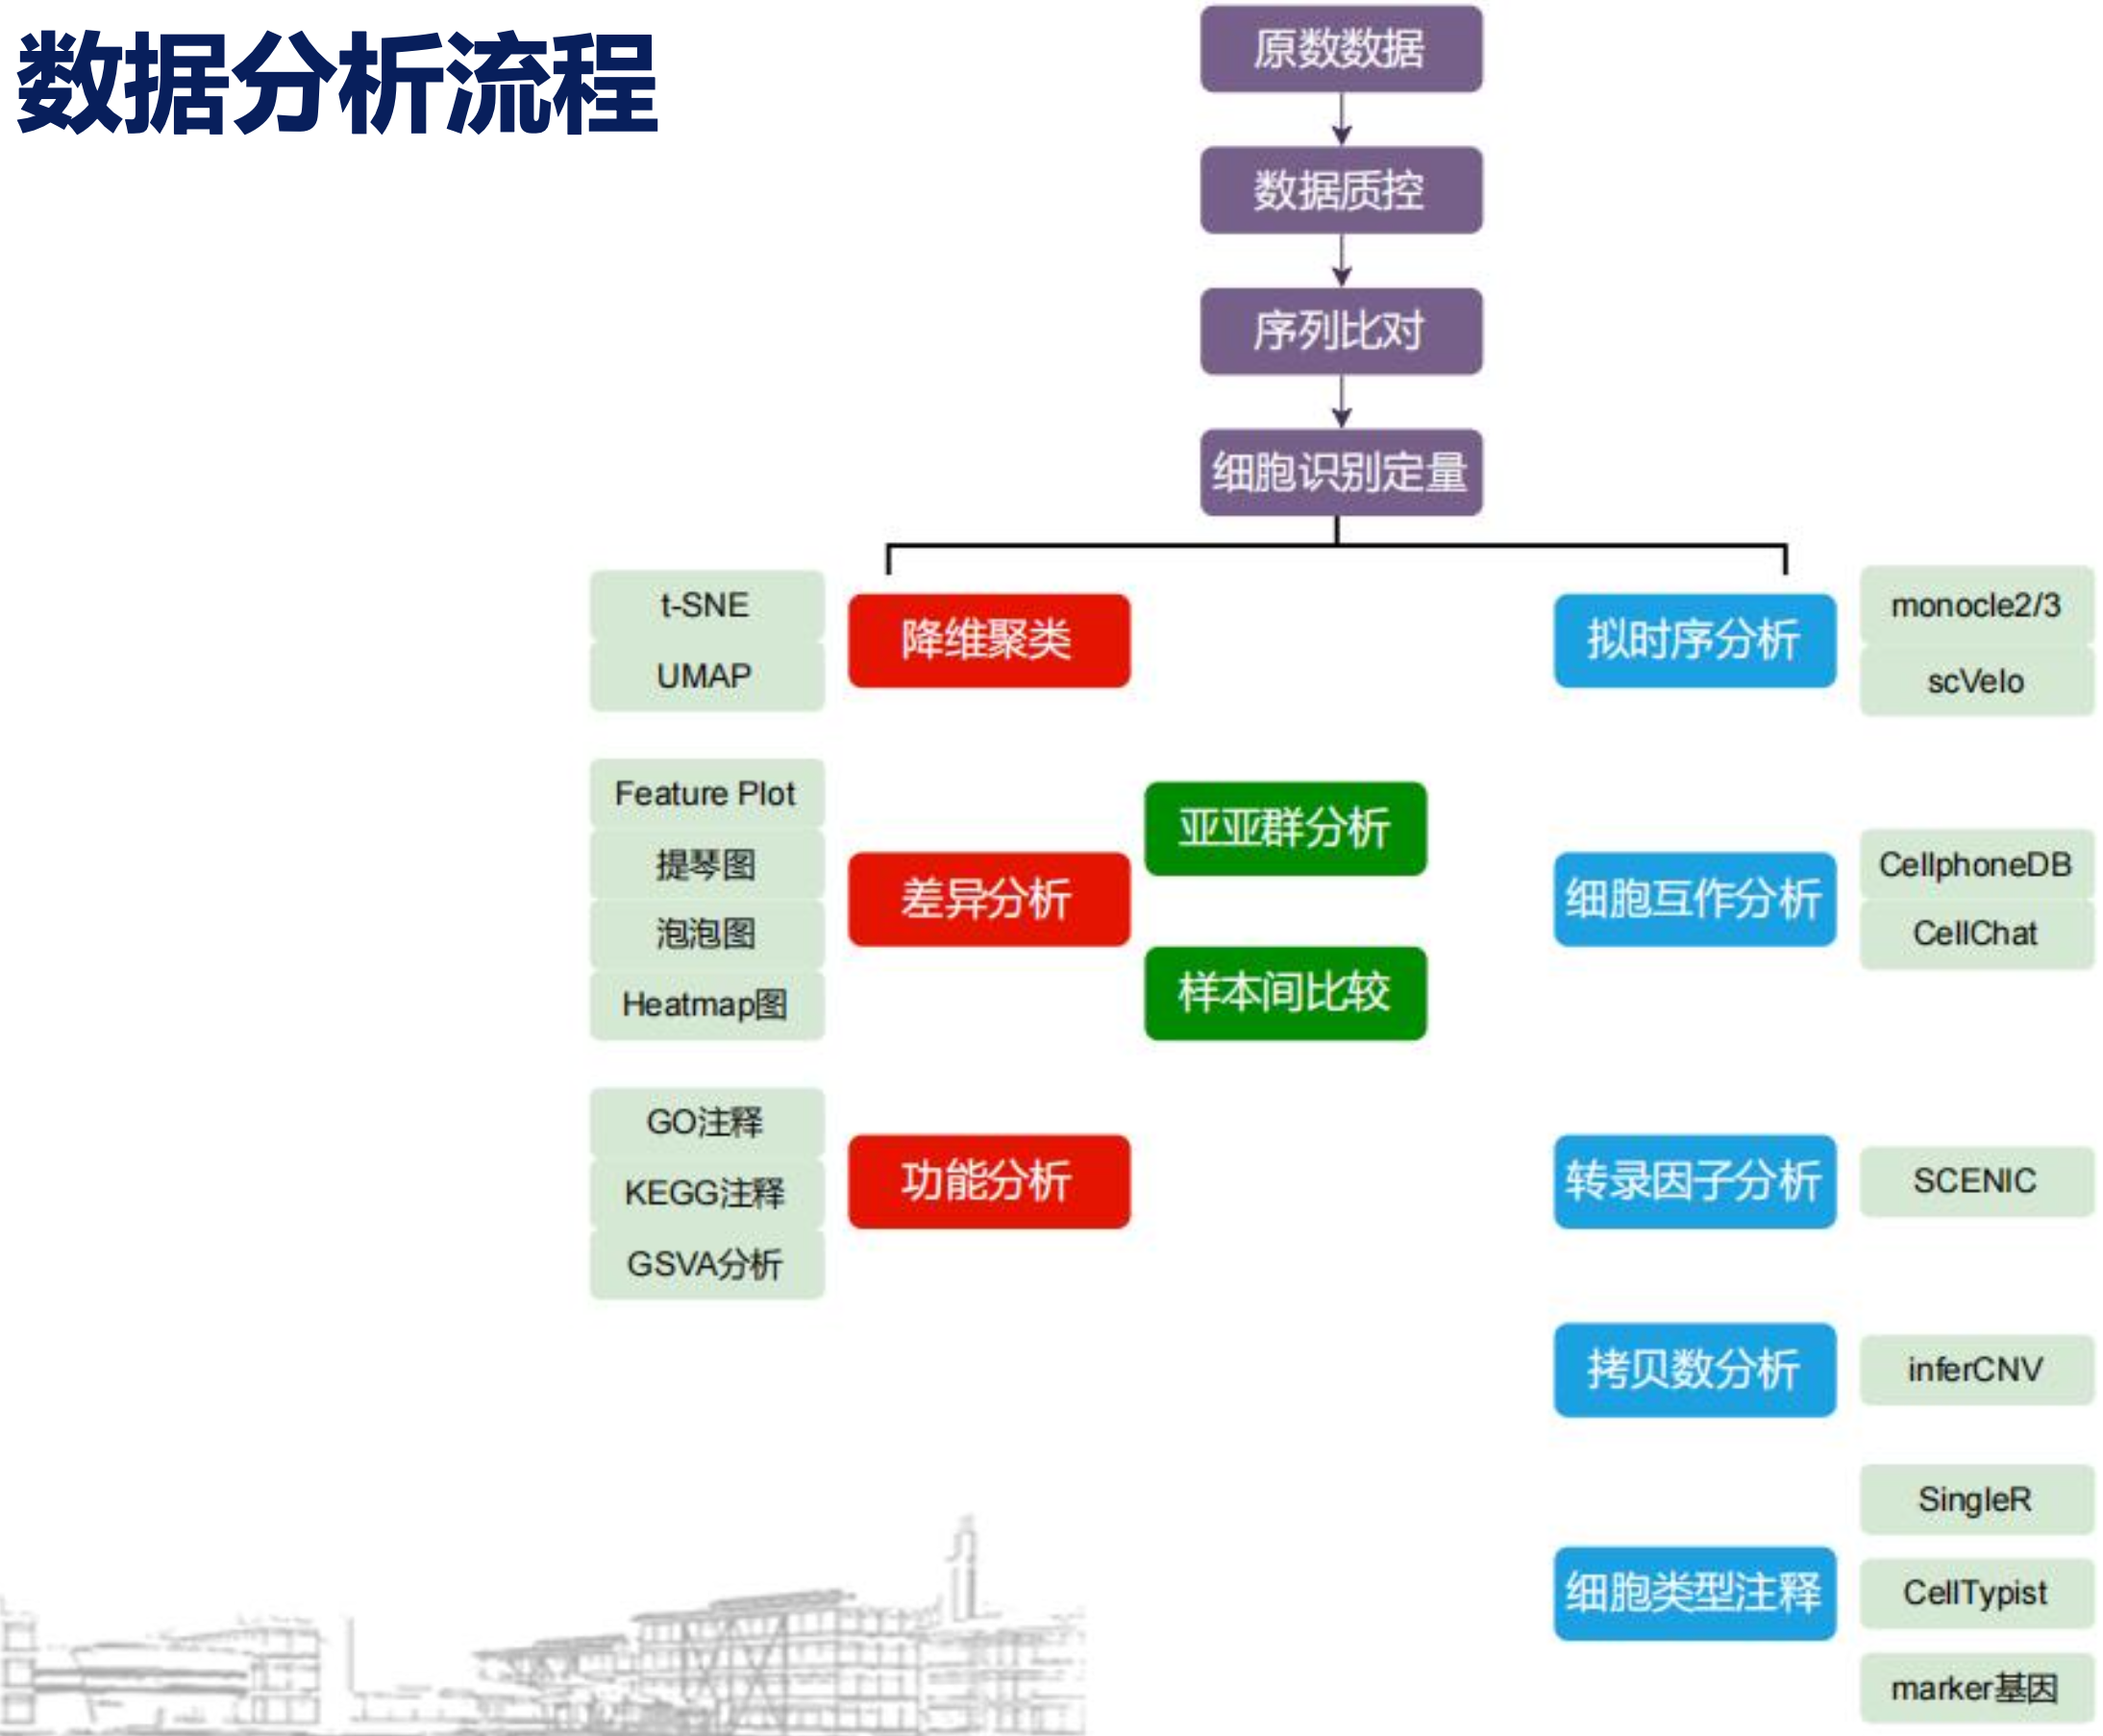 数据分析流程
原数数据
数据质控
序列比对
细胞识别定量
t-SNE
UMAP
降维聚类
Feature Plot
提琴图
泡泡图
Heatmap图
差异分析
亚亚群分析
样本间比较
GO注释
KEGG注释
GSVA分析
功能分析
拟时序分析
monocle2/3
scVelo
细胞互作分析
CellphoneDB
CellChat
转录因子分析
SCENIC
拷贝数分析
inferCNV
细胞类型注释
SingleR
CellTypist
marker基因